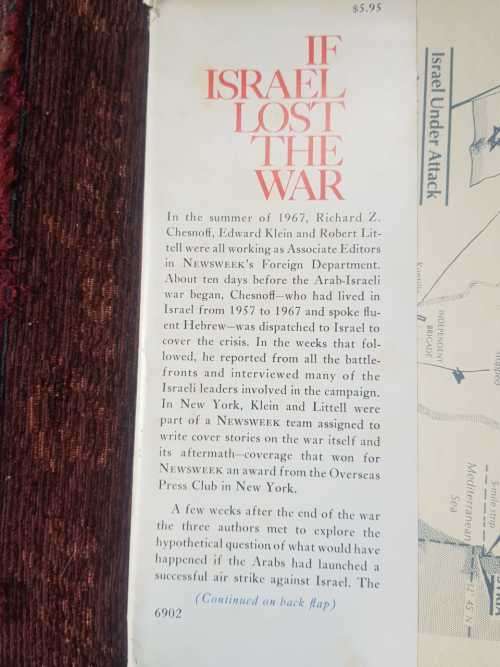 $5.95
IF
ISRAEL
LOST
THE
WAR
In the summer of 1967, Richard Z.
Chesnoff, Edward Klein and Robert Lit-
tell were all working as Associate Editors
in NEWSWEEK'S Foreign Department.
About ten days before the Arab-Israeli
war began, Chesnoff—who had lived in
Israel from 1957 to 1967 and spoke flu-
ent Hebrew—was dispatched to Israel to
cover the crisis. In the weeks that fol-
lowed, he reported from all the battle-
fronts and interviewed many of the
Israeli leaders involved in the campaign.
In New York, Klein and Littell were
part of a NEWSWEEK team assigned to
write cover stories on the war itself and
its aftermath—coverage that won for
NEWSWEEK an award from the Overseas
Press Club in New York.
A few weeks after the end of the war
the three authors met to explore the
hypothetical question of what would have
happened if the Arabs had launched a
successful air strike against Israel. The
(Continued on back flap)
6902
Israel Under Attack
INDEPENDENT
BRIGADE
Mediterranean
Sea